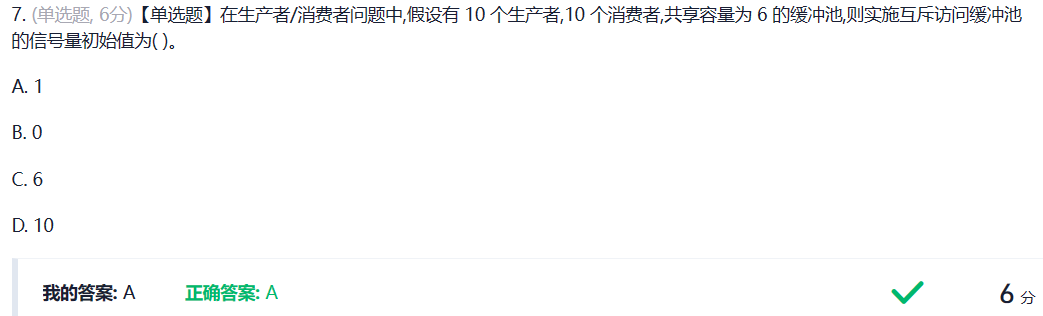 7. (单选题, 6分)【单选题】在生产者/消费者问题中,假设有 10 个生产者,10 个消费者,共享容量为 6 的缓冲池,则实施互斥访问缓冲池
的信号量初始值为( )。
A. 1
B. 0
C. 6
D. 10
我的答案: A 正确答案: A 6 分